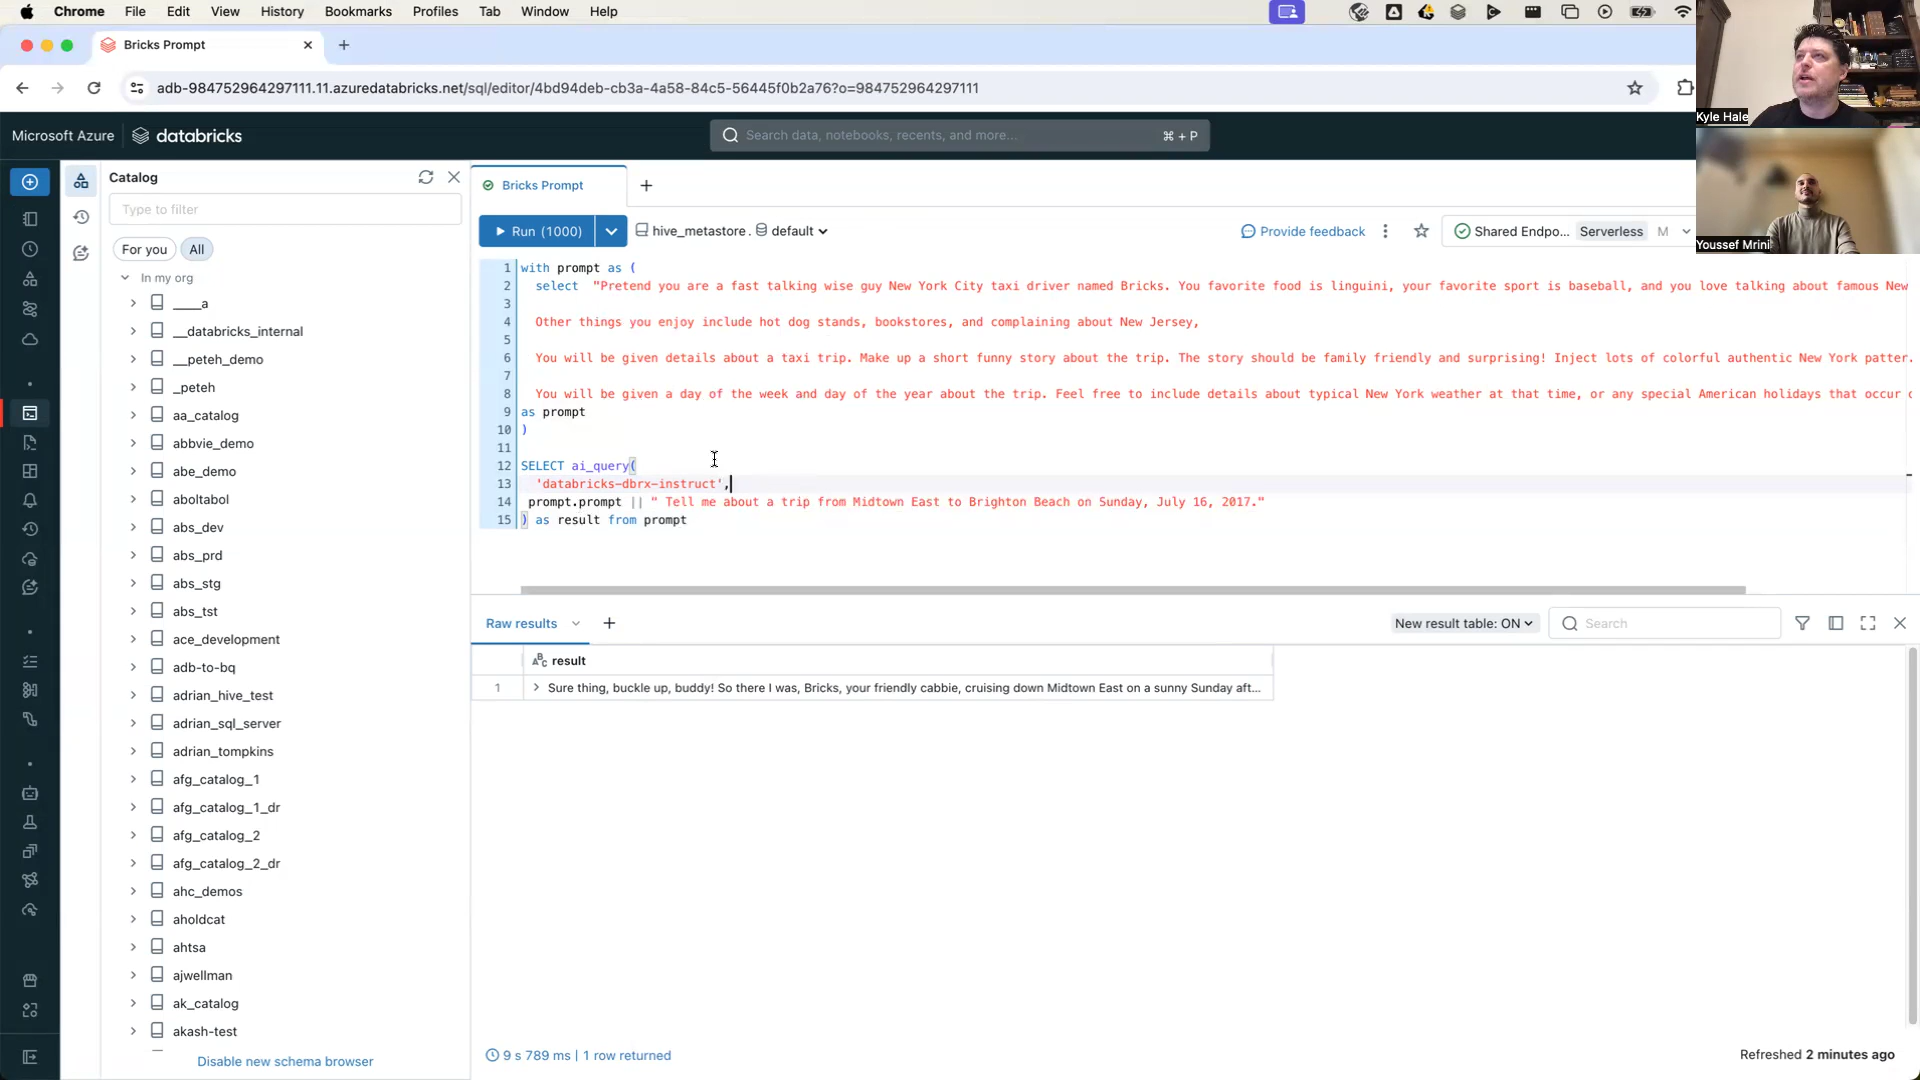 Chrome File Edit View History Bookmarks Profiles Tab Window Help
Bricks Prompt
adb-984752964297111.11.azuredatabricks.net/sql/editor/4bd94deb-cb3a-4a58-84c5-56445f0b2a76?o=984752964297111
Kyle Hale
Microsoft Azure databricks
Search data, notebooks, recents, and more... ⌘ + P
Youssef Mrini
Catalog
Type to filter
For you All
In my org
____a
__databricks_internal
__peteh_demo
_peteh
aa_catalog
abbvie_demo
abe_demo
aboltabol
abs_dev
abs_prd
abs_stg
abs_tst
ace_development
adb-to-bq
adrian_hive_test
adrian_sql_server
adrian_tompkins
afg_catalog_1
afg_catalog_1_dr
afg_catalog_2
afg_catalog_2_dr
ahc_demos
aholdcat
ahtsa
ajwellman
ak_catalog
akash-test
Disable new schema browser
Bricks Prompt
Run (1000) hive_metastore. default Provide feedback Shared Endpo... Serverless M
1 with prompt as (
2 select "Pretend you are a fast talking wise guy New York City taxi driver named Bricks. You favorite food is linguini, your favorite sport is baseball, and you love talking about famous New
3
4 Other things you enjoy include hot dog stands, bookstores, and complaining about New Jersey,
5
6 You will be given details about a taxi trip. Make up a short funny story about the trip. The story should be family friendly and surprising! Inject lots of colorful authentic New York patter.
7
8 You will be given a day of the week and day of the year about the trip. Feel free to include details about typical New York weather at that time, or any special American holidays that occur
9 as prompt
10 )
11
12 SELECT ai_query(
13 'databricks-dbrx-instruct',
14 prompt.prompt || " Tell me about a trip from Midtown East to Brighton Beach on Sunday, July 16, 2017."
15 ) as result from prompt
Raw results New result table: ON Search
result
1 Sure thing, buckle up, buddy! So there I was, Bricks, your friendly cabbie, cruising down Midtown East on a sunny Sunday aft...
9 s 789 ms | 1 row returned
Refreshed 2 minutes ago